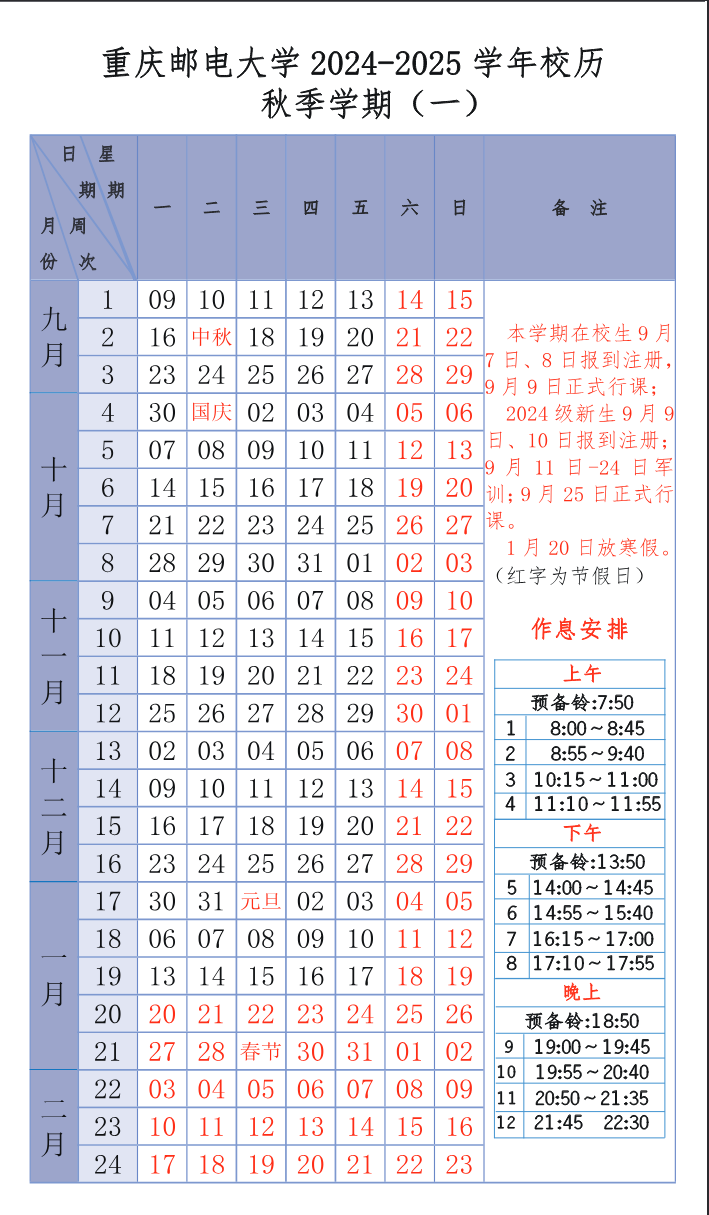 重庆邮电大学 2024-2025 学年校历
秋季学期（一）
日 星
期 期
月 周
份 次
一 二 三 四 五 六 日 备 注
九月
1 09 10 11 12 13 14 15
2 16 中秋 18 19 20 21 22
3 23 24 25 26 27 28 29
十月
4 30 国庆 02 03 04 05 06
5 07 08 09 10 11 12 13
6 14 15 16 17 18 19 20
7 21 22 23 24 25 26 27
8 28 29 30 31 01 02 03
十一月
9 04 05 06 07 08 09 10
10 11 12 13 14 15 16 17
11 18 19 20 21 22 23 24
12 25 26 27 28 29 30 01
十二月
13 02 03 04 05 06 07 08
14 09 10 11 12 13 14 15
15 16 17 18 19 20 21 22
16 23 24 25 26 27 28 29
一月
17 30 31 元旦 02 03 04 05
18 06 07 08 09 10 11 12
19 13 14 15 16 17 18 19
20 20 21 22 23 24 25 26
21 27 28 春节 30 31 01 02
二月
22 03 04 05 06 07 08 09
23 10 11 12 13 14 15 16
24 17 18 19 20 21 22 23
本学期在校生 9 月
7 日、8 日报到注册，
9 月 9 日正式行课；
2024 级新生 9 月 9
日、10 日报到注册；
9 月 11 日-24 日军
训；9 月 25 日正式行
课。
1 月 20 日放寒假。
（红字为节假日）
作息安排
上午
预备铃:7:50
1 8:00～8:45
2 8:55～9:40
3 10:15～11:00
4 11:10～11:55
下午
预备铃:13:50
5 14:00～14:45
6 14:55～15:40
7 16:15～17:00
8 17:10～17:55
晚上
预备铃:18:50
9 19:00～19:45
10 19:55～20:40
11 20:50～21:35
12 21:45 22:30